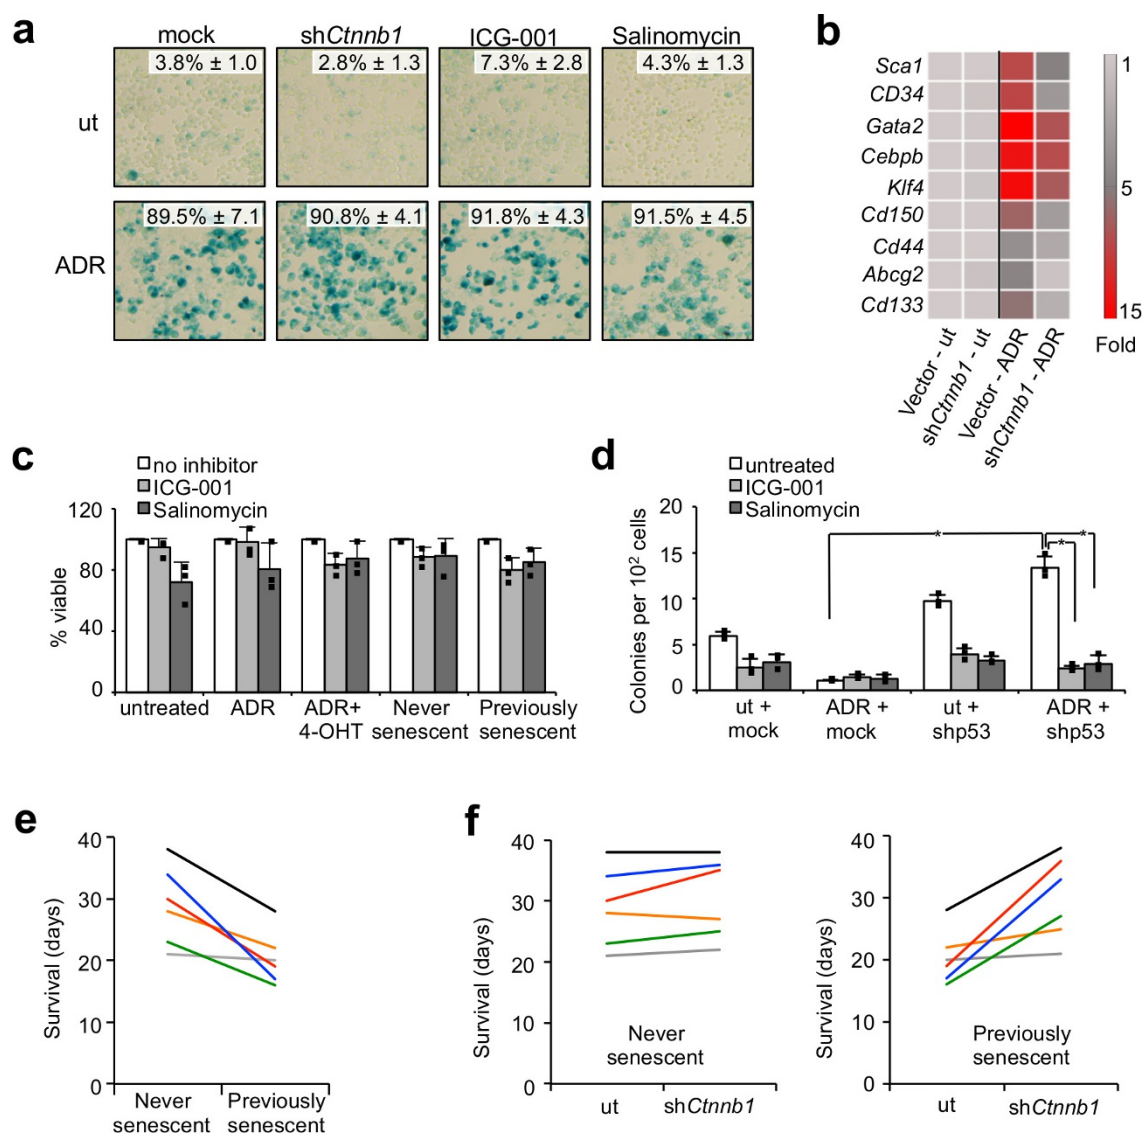 a
mock
shCtnnb1
ICG-001
Salinomycin
ut
3.8% ± 1.0
2.8% ± 1.3
7.3% ± 2.8
4.3% ± 1.3
ADR
89.5% ± 7.1
90.8% ± 4.1
91.8% ± 4.3
91.5% ± 4.5
b
Sca1
CD34
Gata2
Cebpb
Klf4
Cd150
Cd44
Abcg2
Cd133
Vector - ut
shCtnnb1 - ut
Vector - ADR
shCtnnb1 - ADR
1
5
15
Fold
c
no inhibitor
ICG-001
Salinomycin
% viable
120
80
40
0
untreated
ADR
ADR+
4-OHT
Never
senescent
Previously
senescent
d
untreated
ICG-001
Salinomycin
Colonies per 10² cells
20
15
10
5
0
*
*
*
ut +
mock
ADR +
mock
ut +
shp53
ADR +
shp53
e
Survival (days)
40
30
20
10
0
Never
senescent
Previously
senescent
f
Survival (days)
40
30
20
10
0
Never
senescent
ut
shCtnnb1
Survival (days)
40
30
20
10
0
Previously
senescent
ut
shCtnnb1